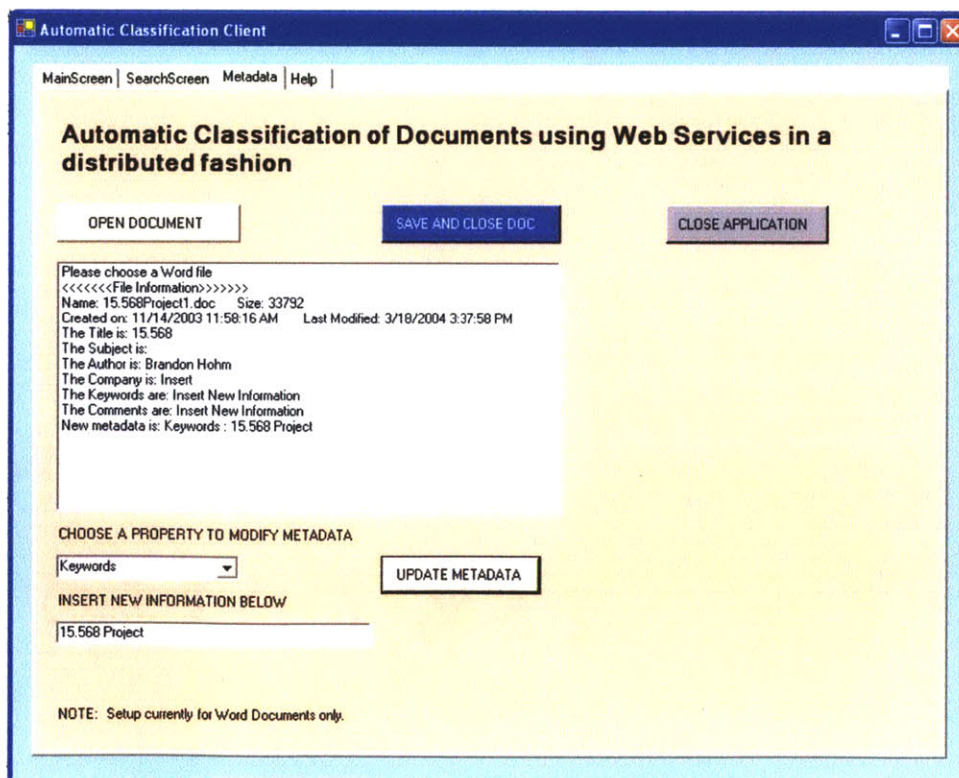 Automatic Classification Client
MainScreen SearchScreen Metadata Help
Automatic Classification of Documents using Web Services in a
distributed fashion
OPEN DOCUMENT SAVE AND CLOSE DOC CLOSE APPLICATION
Please choose a Word file
<<<<<<<File Information>>>>>>>
Name: 15.568Project1.doc Size: 33792
Created on: 11/14/2003 11:58:16 AM Last Modified: 3/18/2004 3:37:58 PM
The Title is: 15.568
The Subject is:
The Author is: Brandon Hohm
The Company is: Insert
The Keywords are: Insert New Information
The Comments are: Insert New Information
New metadata is: Keywords : 15.568 Project
CHOOSE A PROPERTY TO MODIFY METADATA
Keywords
UPDATE METADATA
INSERT NEW INFORMATION BELOW
15.568 Project
NOTE: Setup currently for Word Documents only.